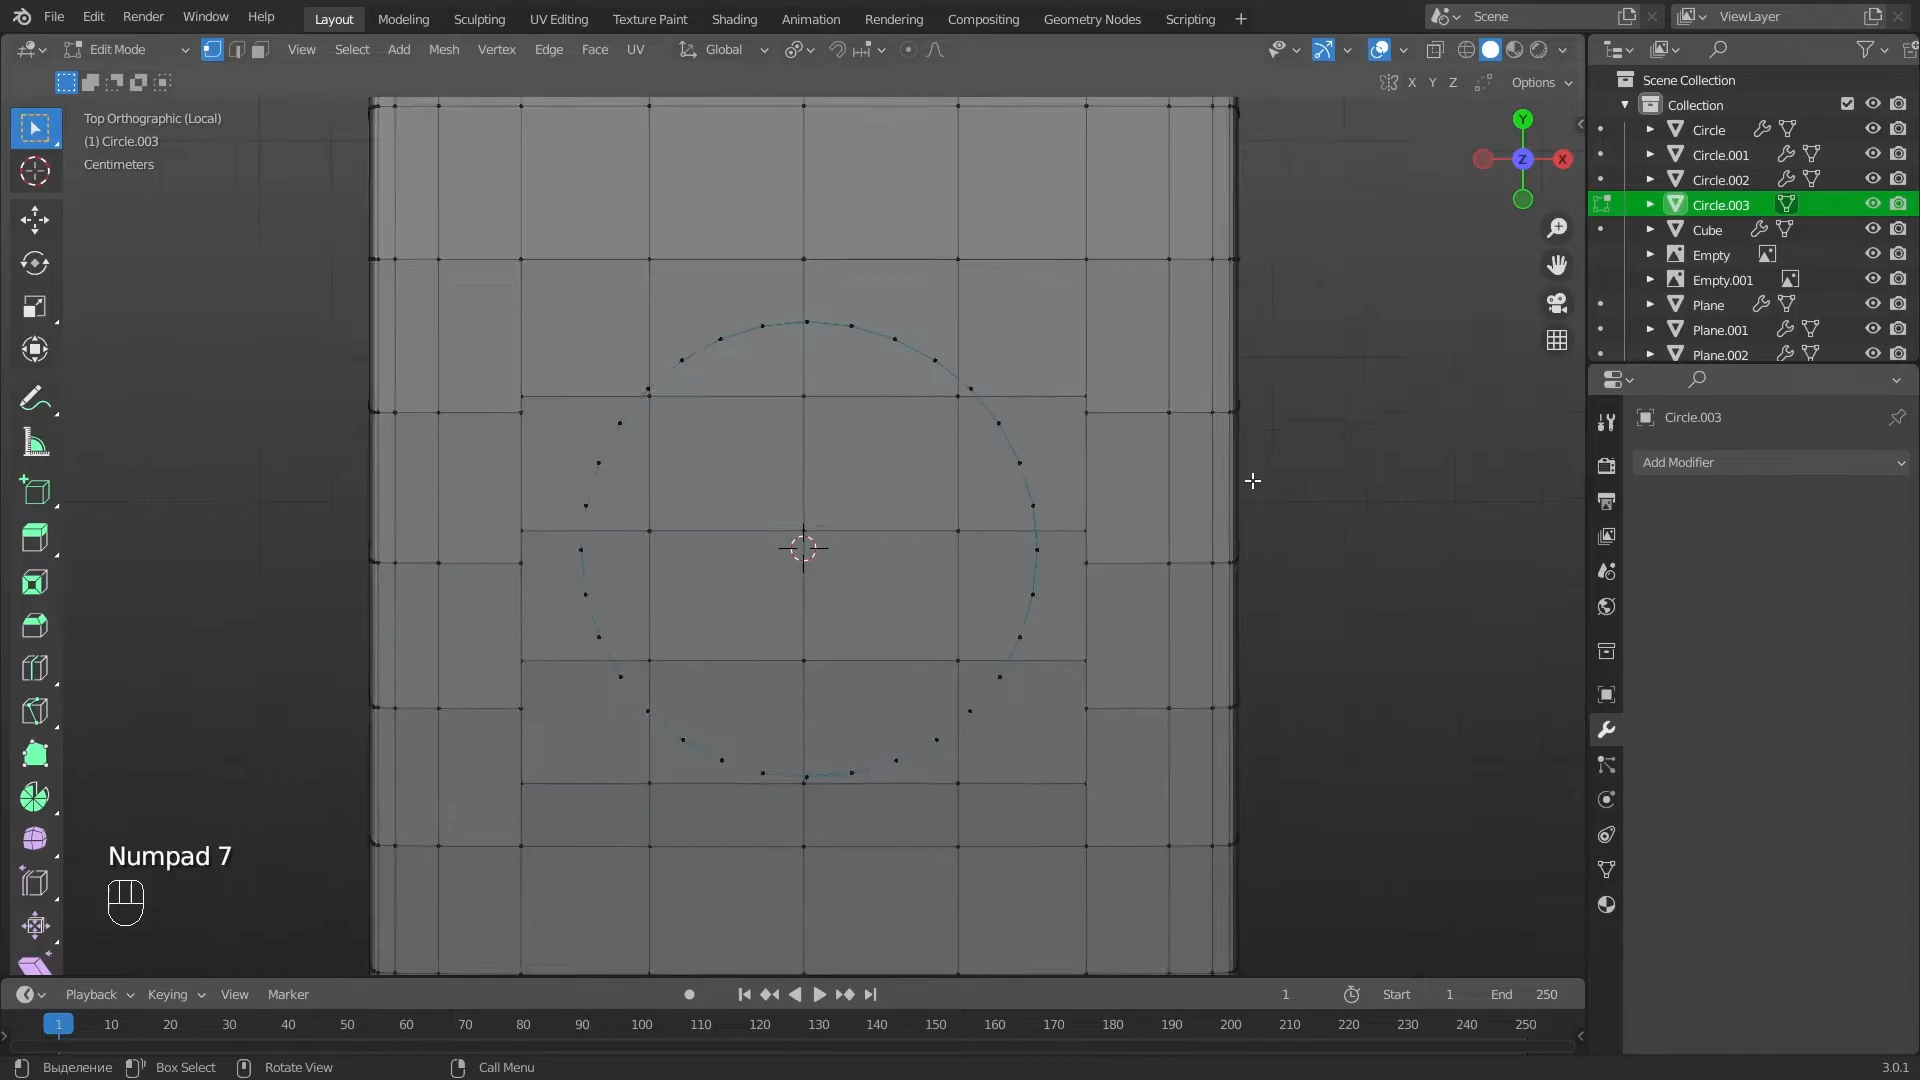 File Edit Render Window Help Layout Modeling Sculpting UV Editing Texture Paint Shading Animation Rendering Compositing Geometry Nodes Scripting + Scene ViewLayer
Edit Mode View Select Add Mesh Vertex Edge Face UV Global
X Y Z Options
Top Orthographic (Local)
(1) Circle.003
Centimeters
Y
Z X
Scene Collection
Collection
Circle
Circle.001
Circle.002
Circle.003
Cube
Empty
Empty.001
Plane
Plane.001
Plane.002
Circle.003
Add Modifier
Numpad 7
Playback Keying View Marker 1 Start 1 End 250
1 10 20 30 40 50 60 70 80 90 100 110 120 130 140 150 160 170 180 190 200 210 220 230 240 250
Выделение Box Select Rotate View Call Menu 3.0.1